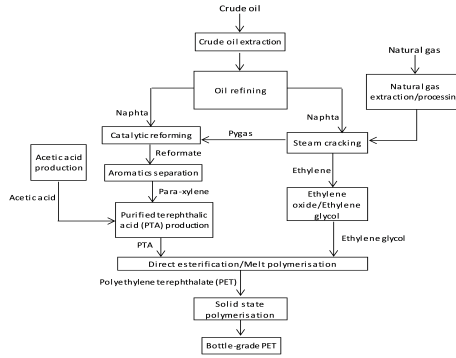 Crude oil
Crude oil extraction
Natural gas
Oil refining
Natural gas
extraction/processing
Naphta
Naphta
Catalytic reforming
Pygas
Steam cracking
Acetic acid
production
Reformate
Aromatics separation
Ethylene
Acetic acid
Para-xylene
Ethylene
oxide/Ethylene
glycol
Purified terephthalic
acid (PTA) production
PTA
Ethylene glycol
Direct esterification/Melt polymerisation
Polyethylene terephthalate (PET)
Solid state
polymerisation
Bottle-grade PET